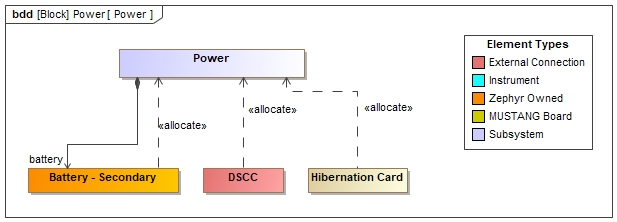 bdd [Block] Power [ Power ]
Power
Element Types
External Connection
Instrument
Zephyr Owned
MUSTANG Board
Subsystem
«allocate»
«allocate»
«allocate»
battery
Battery - Secondary
DSCC
Hibernation Card